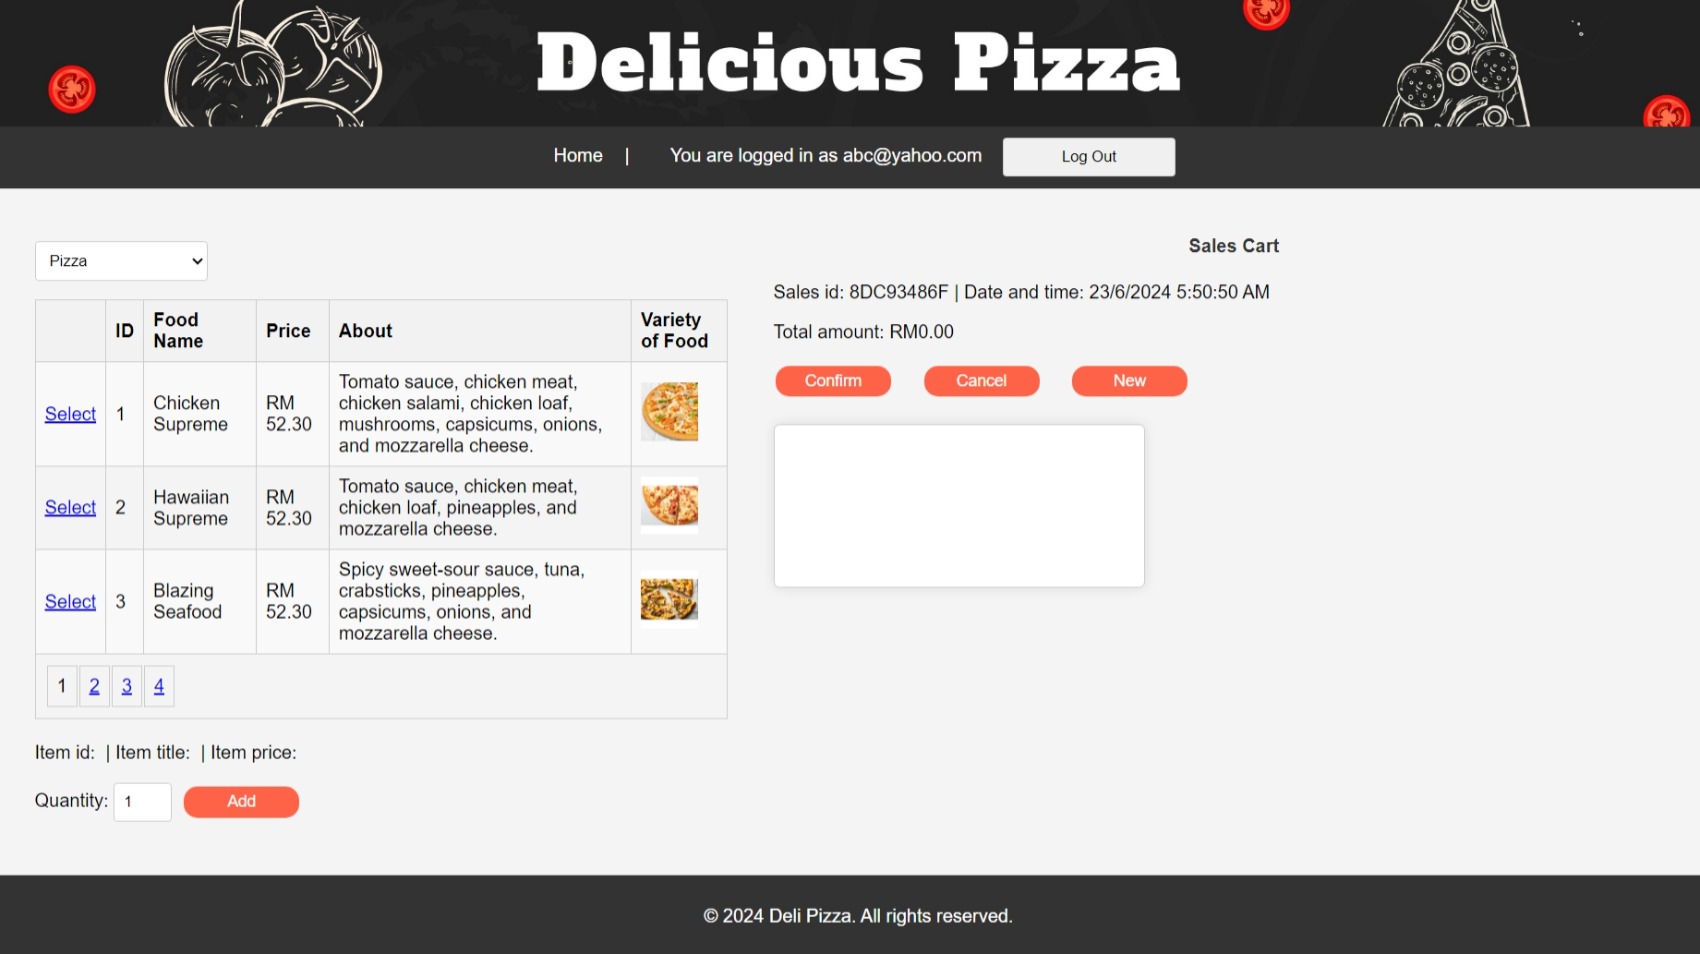 Delicious Pizza
Home | You are logged in as abc@yahoo.com Log Out
Pizza
ID Food Name Price About Variety of Food
Select 1 Chicken Supreme RM 52.30 Tomato sauce, chicken meat, chicken salami, chicken loaf, mushrooms, capsicums, onions, and mozzarella cheese.
Select 2 Hawaiian Supreme RM 52.30 Tomato sauce, chicken meat, chicken loaf, pineapples, and mozzarella cheese.
Select 3 Blazing Seafood RM 52.30 Spicy sweet-sour sauce, tuna, crabsticks, pineapples, capsicums, onions, and mozzarella cheese.
1 2 3 4
Item id: | Item title: | Item price:
Quantity: 1 Add
Sales Cart
Sales id: 8DC93486F | Date and time: 23/6/2024 5:50:50 AM
Total amount: RM0.00
Confirm Cancel New
© 2024 Deli Pizza. All rights reserved.